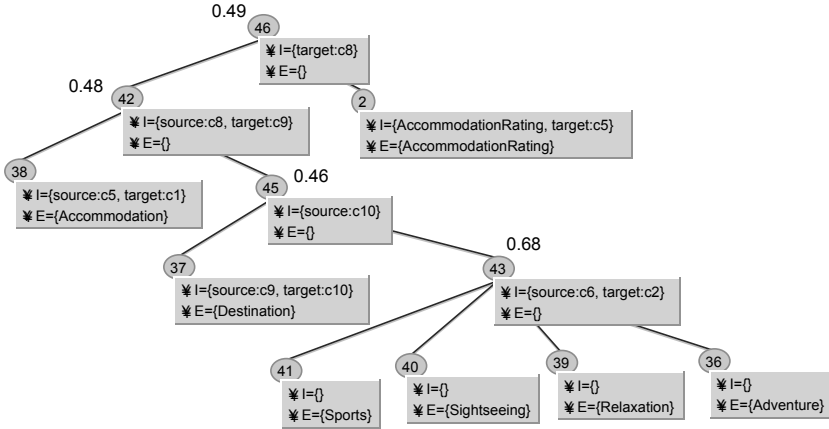 0.49
46
¥ I={target:c8}
¥ E={}
0.48
42
¥ I={source:c8, target:c9}
¥ E={}
2
¥ I={AccommodationRating, target:c5}
¥ E={AccommodationRating}
38
¥ I={source:c5, target:c1}
¥ E={Accommodation}
0.46
45
¥ I={source:c10}
¥ E={}
37
¥ I={source:c9, target:c10}
¥ E={Destination}
0.68
43
¥ I={source:c6, target:c2}
¥ E={}
41
¥ I={}
¥ E={Sports}
40
¥ I={}
¥ E={Sightseeing}
39
¥ I={}
¥ E={Relaxation}
36
¥ I={}
¥ E={Adventure}